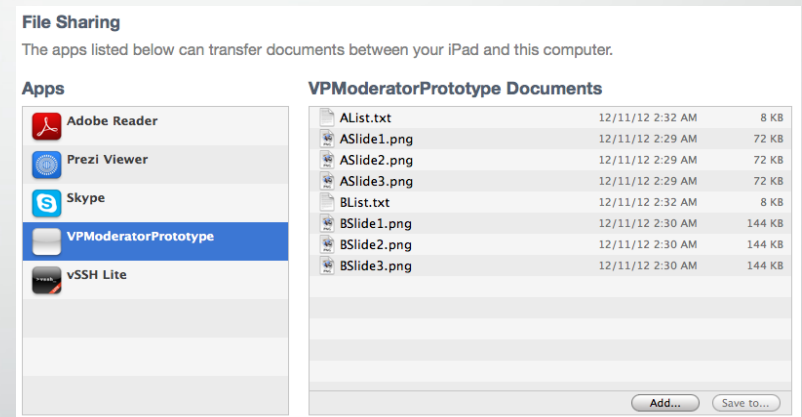 File Sharing
The apps listed below can transfer documents between your iPad and this computer.
Apps
Adobe Reader
Prezi Viewer
Skype
VPModeratorPrototype
vSSH Lite
VPModeratorPrototype Documents
AList.txt 12/11/12 2:32 AM 8 KB
ASlide1.png 12/11/12 2:29 AM 72 KB
ASlide2.png 12/11/12 2:29 AM 72 KB
ASlide3.png 12/11/12 2:29 AM 72 KB
BList.txt 12/11/12 2:32 AM 8 KB
BSlide1.png 12/11/12 2:30 AM 144 KB
BSlide2.png 12/11/12 2:30 AM 144 KB
BSlide3.png 12/11/12 2:30 AM 144 KB
Add... Save to...